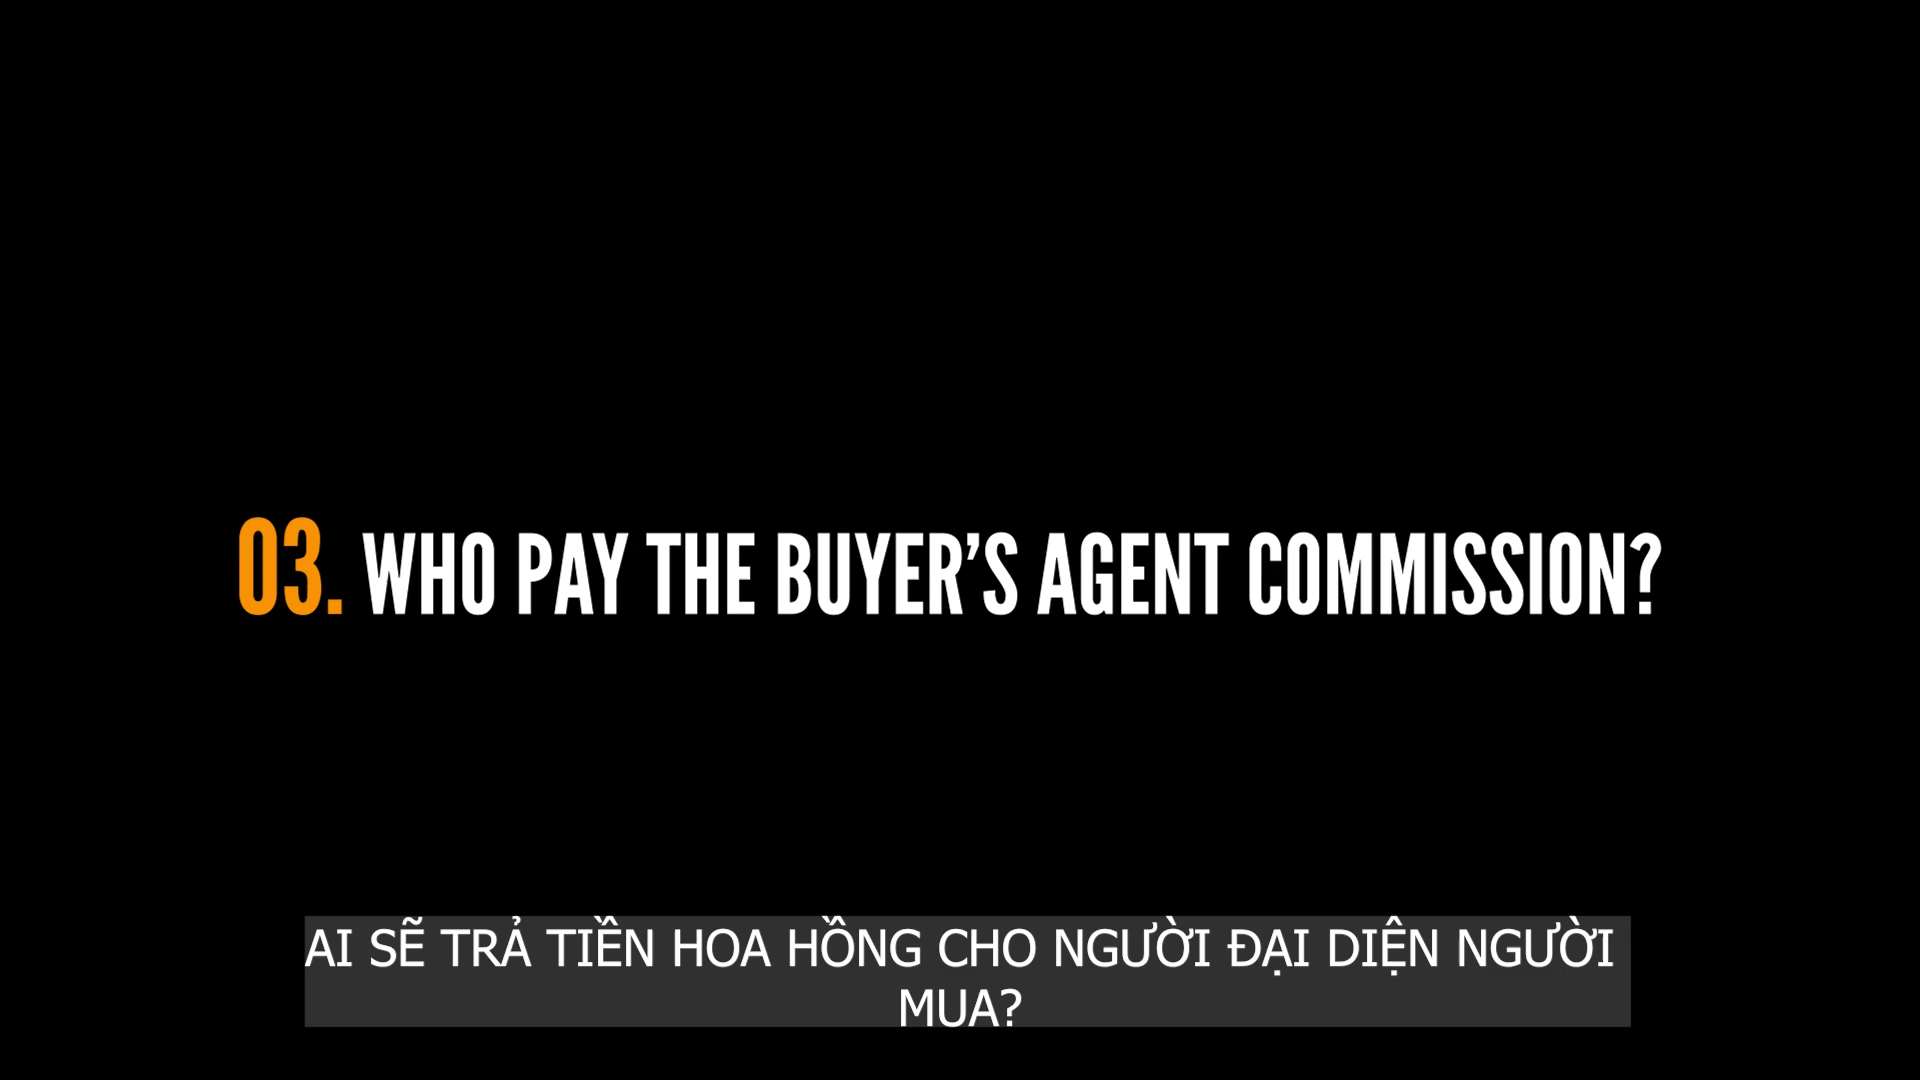 03. WHO PAY THE BUYER’S AGENT COMMISSION?
AI SẼ TRẢ TIỀN HOA HỒNG CHO NGƯỜI ĐẠI DIỆN NGƯỜI
MUA?